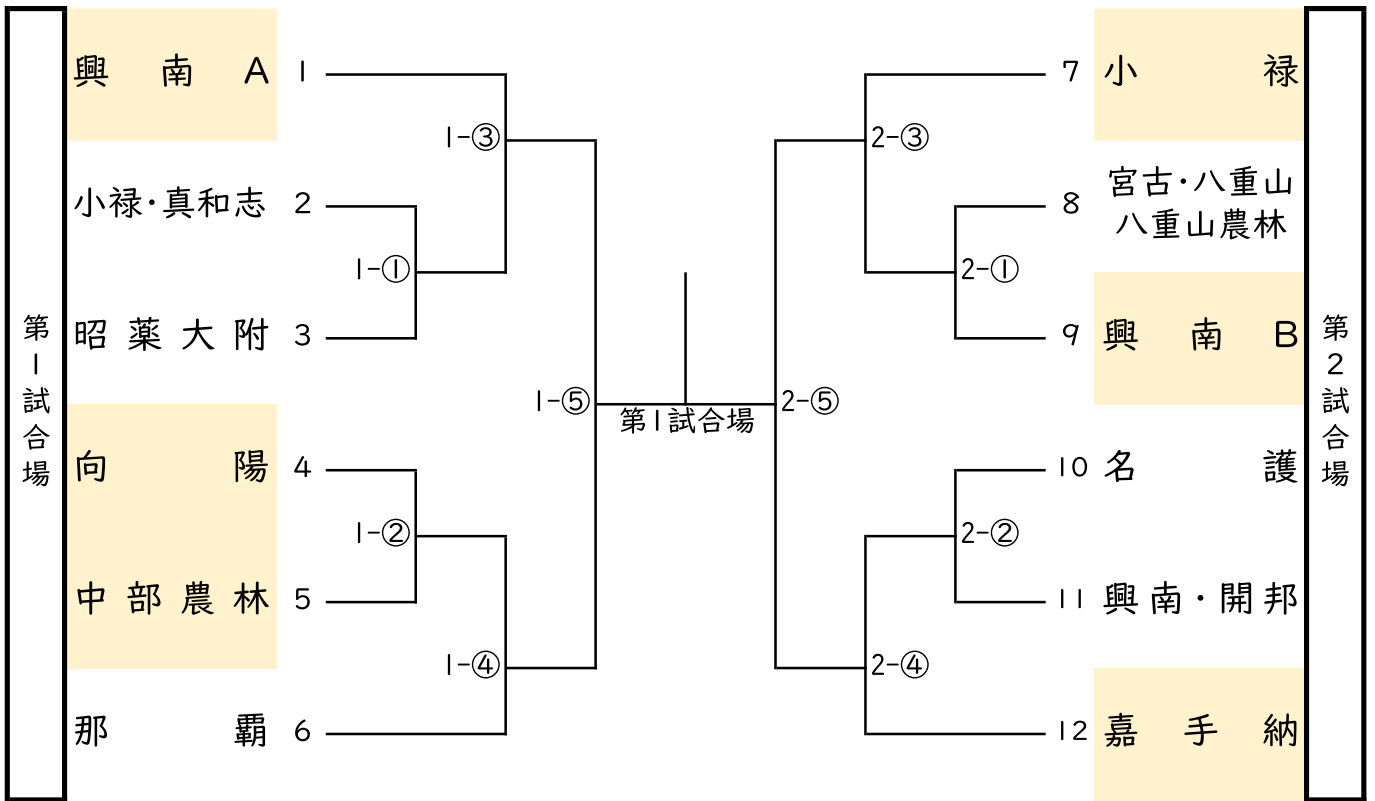 第1試合場
興南A 1
1-③
小禄・真和志 2
1-①
昭薬大附 3
1-⑤
向陽 4
1-②
中部農林 5
1-④
那覇 6
第1試合場
7 小禄
2-③
8 宮古・八重山
八重山農林
2-①
9 興南B
2-⑤
10 名護
2-②
11 興南・開邦
2-④
12 嘉手納
第2試合場